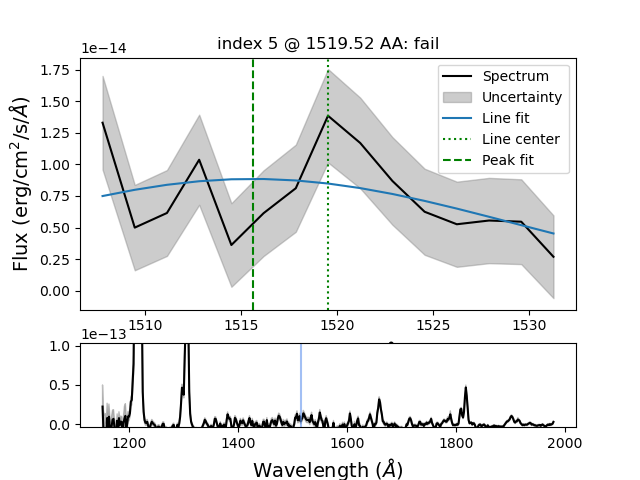 index 5 @ 1519.52 AA: fail
1e−14
Flux (erg/cm²/s/Å)
1.75
1.50
1.25
1.00
0.75
0.50
0.25
0.00
Spectrum
Uncertainty
Line fit
Line center
Peak fit
1510
1515
1520
1525
1530
1e−13
1.0
0.5
0.0
1200
1400
1600
1800
2000
Wavelength (Å)